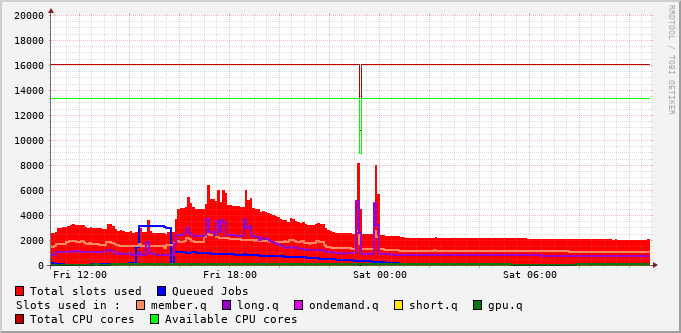 20000
18000
16000
14000
12000
10000
8000
6000
4000
2000
0
Fri 12:00 Fri 18:00 Sat 00:00 Sat 06:00
Total slots used Queued Jobs
Slots used in : member.q long.q ondemand.q short.q gpu.q
Total CPU cores Available CPU cores
RRDTOOL / TOBI OETIKER